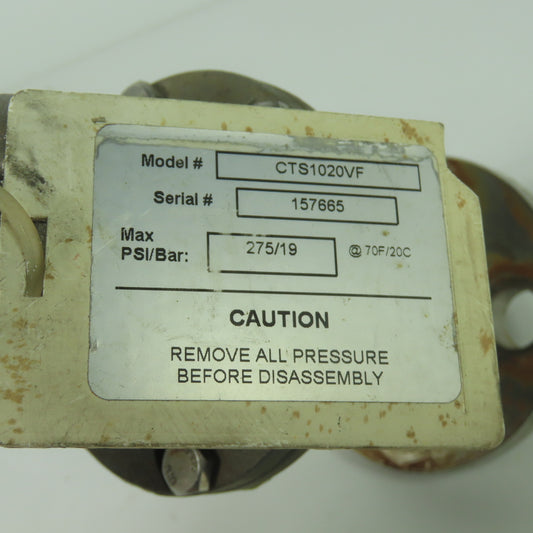 Model # CTS1020VF
Serial # 157665
Max
PSI/Bar: 275/19 @ 70F/20C
CAUTION
REMOVE ALL PRESSURE
BEFORE DISASSEMBLY